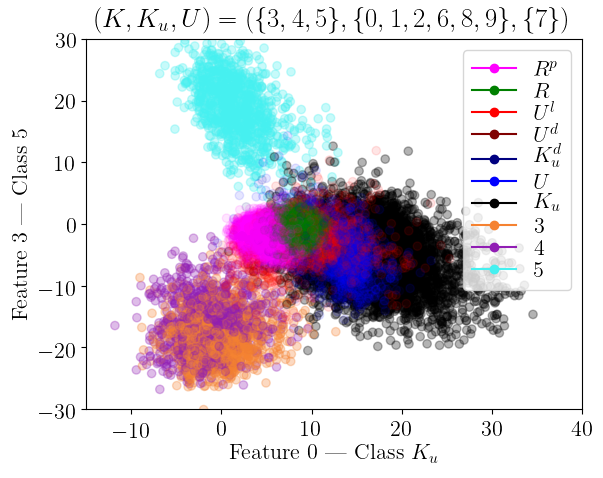 (K, K_u, U) = ({3, 4, 5}, {0, 1, 2, 6, 8, 9}, {7})
R^p
R
U^l
U^d
K_u^d
U
K_u
3
4
5
30
20
10
0
−10
−20
−30
Feature 3 — Class 5
−10
0
10
20
30
40
Feature 0 — Class K_u